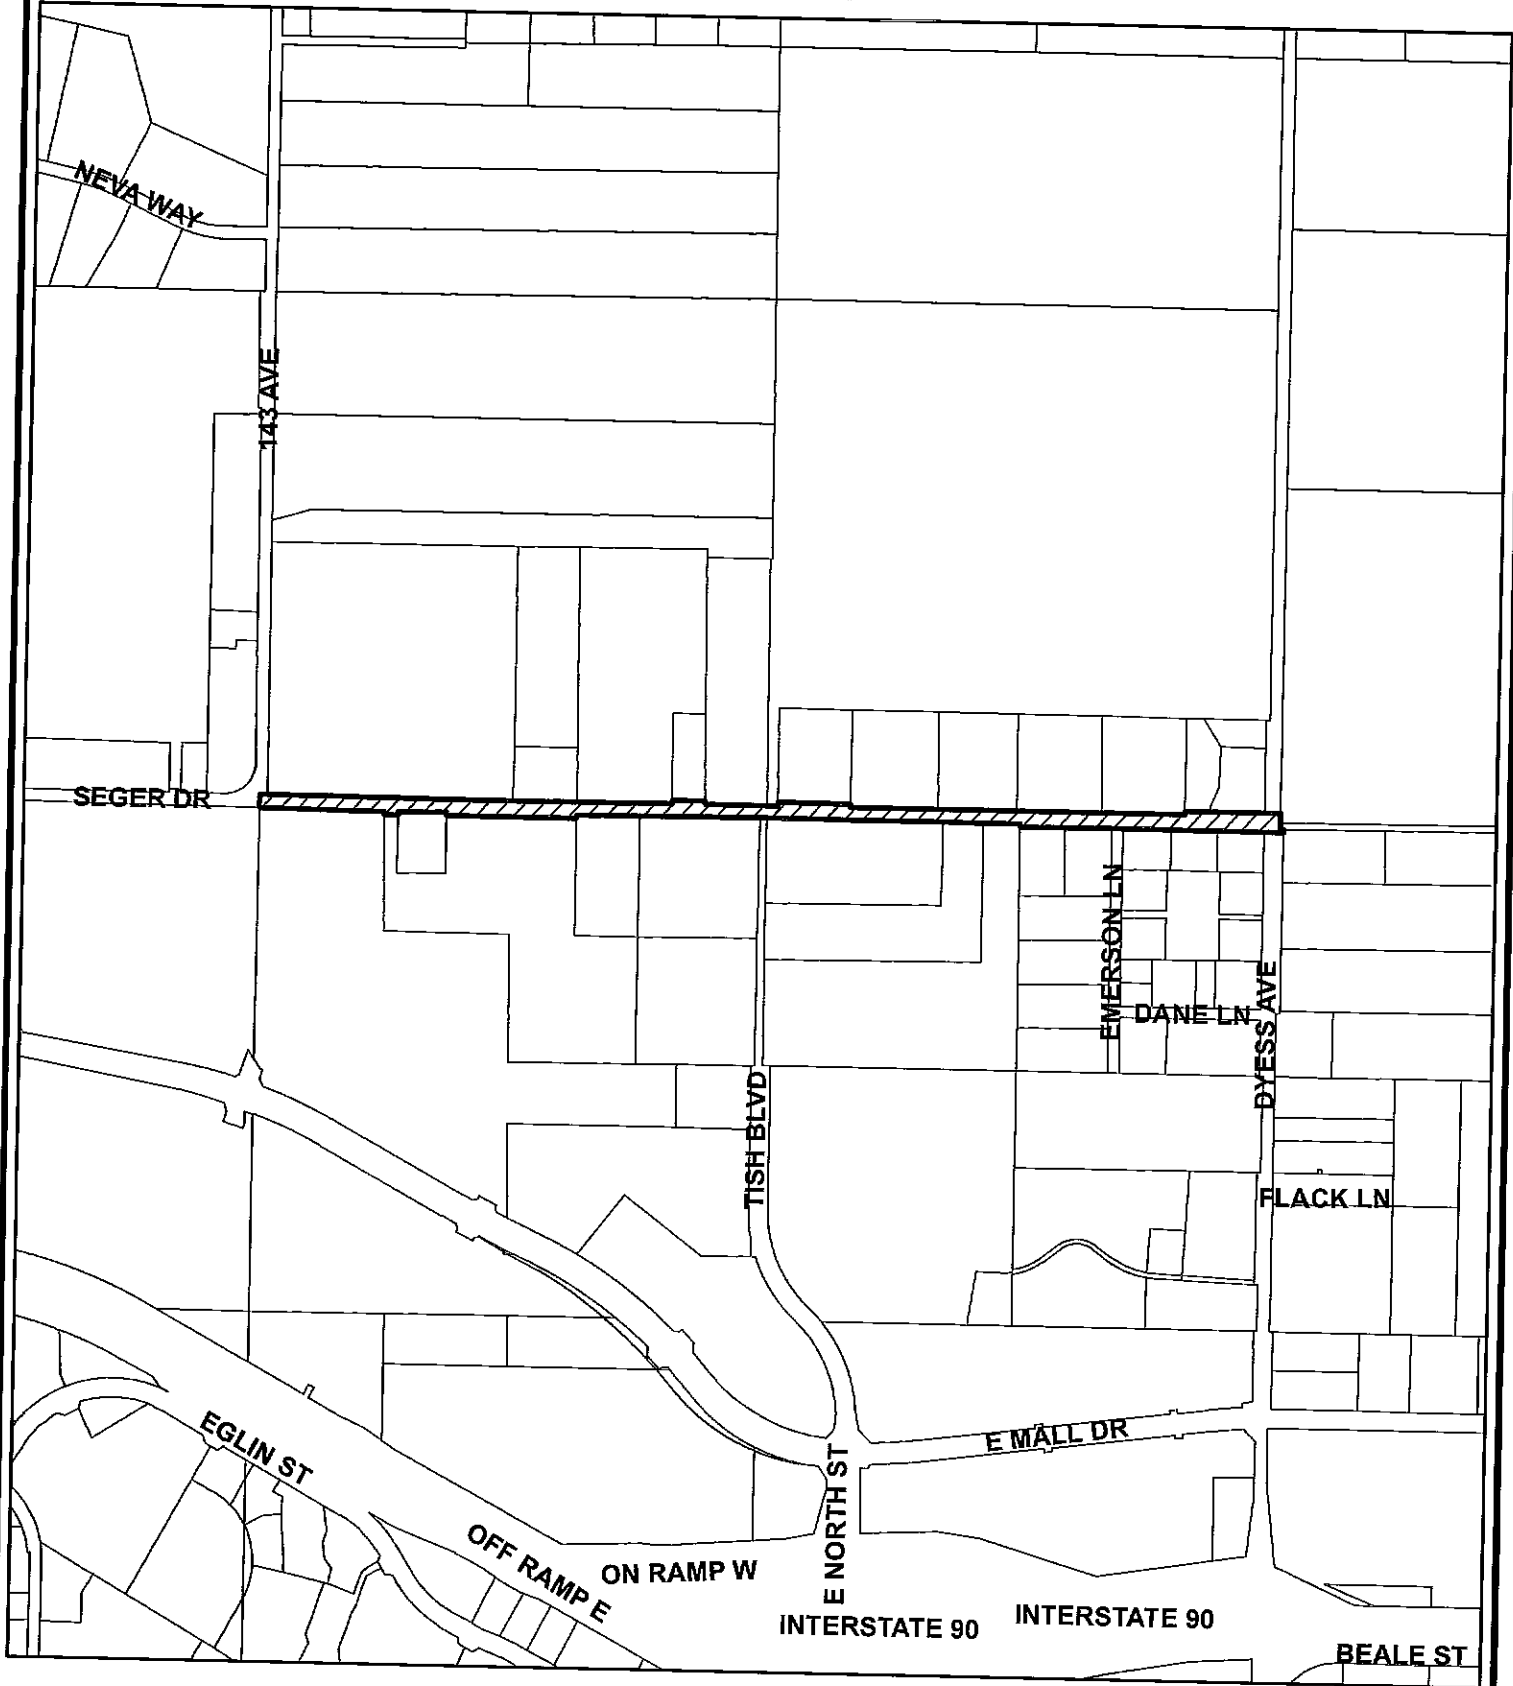 NEVA WAY
143 AVE
SEGER DR
EMERSON LN
DANE LN
DYESS AVE
TISH BLVD
FLACK LN
EGLIN ST
E MALL DR
E NORTH ST
OFF RAMP E
ON RAMP W
INTERSTATE 90
INTERSTATE 90
BEALE ST